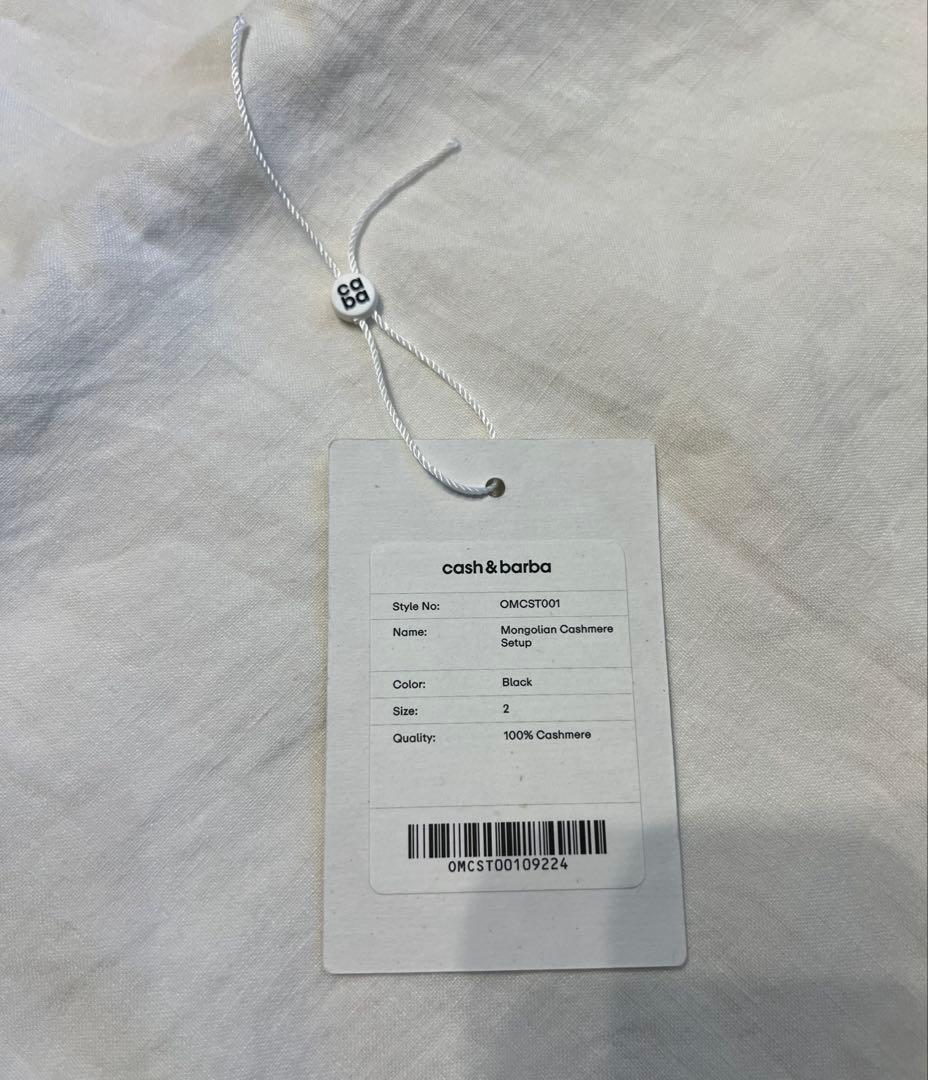 ca
ba
cash&barba
Style No: OMCST001
Name: Mongolian Cashmere
Setup
Color: Black
Size: 2
Quality: 100% Cashmere
OMCST00109224